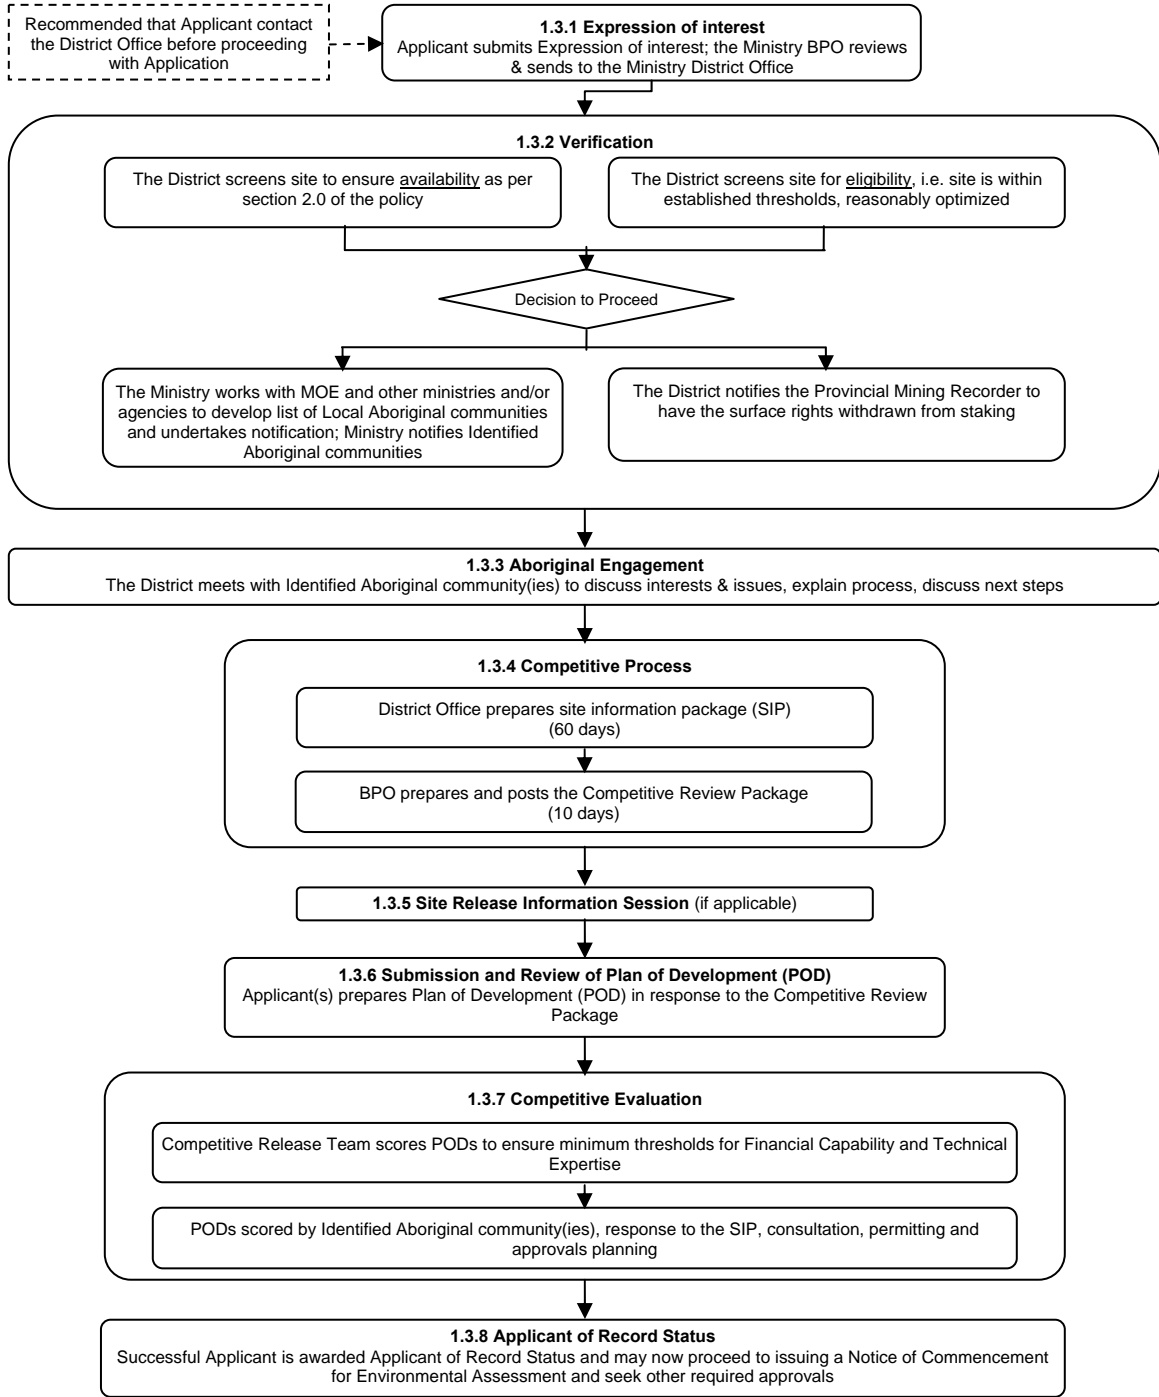 Recommended that Applicant contact
the District Office before proceeding
with Application
1.3.1 Expression of interest
Applicant submits Expression of interest; the Ministry BPO reviews
& sends to the Ministry District Office
1.3.2 Verification
The District screens site to ensure availability as per
section 2.0 of the policy
The District screens site for eligibility, i.e. site is within
established thresholds, reasonably optimized
Decision to Proceed
The Ministry works with MOE and other ministries and/or
agencies to develop list of Local Aboriginal communities
and undertakes notification; Ministry notifies Identified
Aboriginal communities
The District notifies the Provincial Mining Recorder to
have the surface rights withdrawn from staking
1.3.3 Aboriginal Engagement
The District meets with Identified Aboriginal community(ies) to discuss interests & issues, explain process, discuss next steps
1.3.4 Competitive Process
District Office prepares site information package (SIP)
(60 days)
BPO prepares and posts the Competitive Review Package
(10 days)
1.3.5 Site Release Information Session (if applicable)
1.3.6 Submission and Review of Plan of Development (POD)
Applicant(s) prepares Plan of Development (POD) in response to the Competitive Review
Package
1.3.7 Competitive Evaluation
Competitive Release Team scores PODs to ensure minimum thresholds for Financial Capability and Technical
Expertise
PODs scored by Identified Aboriginal community(ies), response to the SIP, consultation, permitting and
approvals planning
1.3.8 Applicant of Record Status
Successful Applicant is awarded Applicant of Record Status and may now proceed to issuing a Notice of Commencement
for Environmental Assessment and seek other required approvals